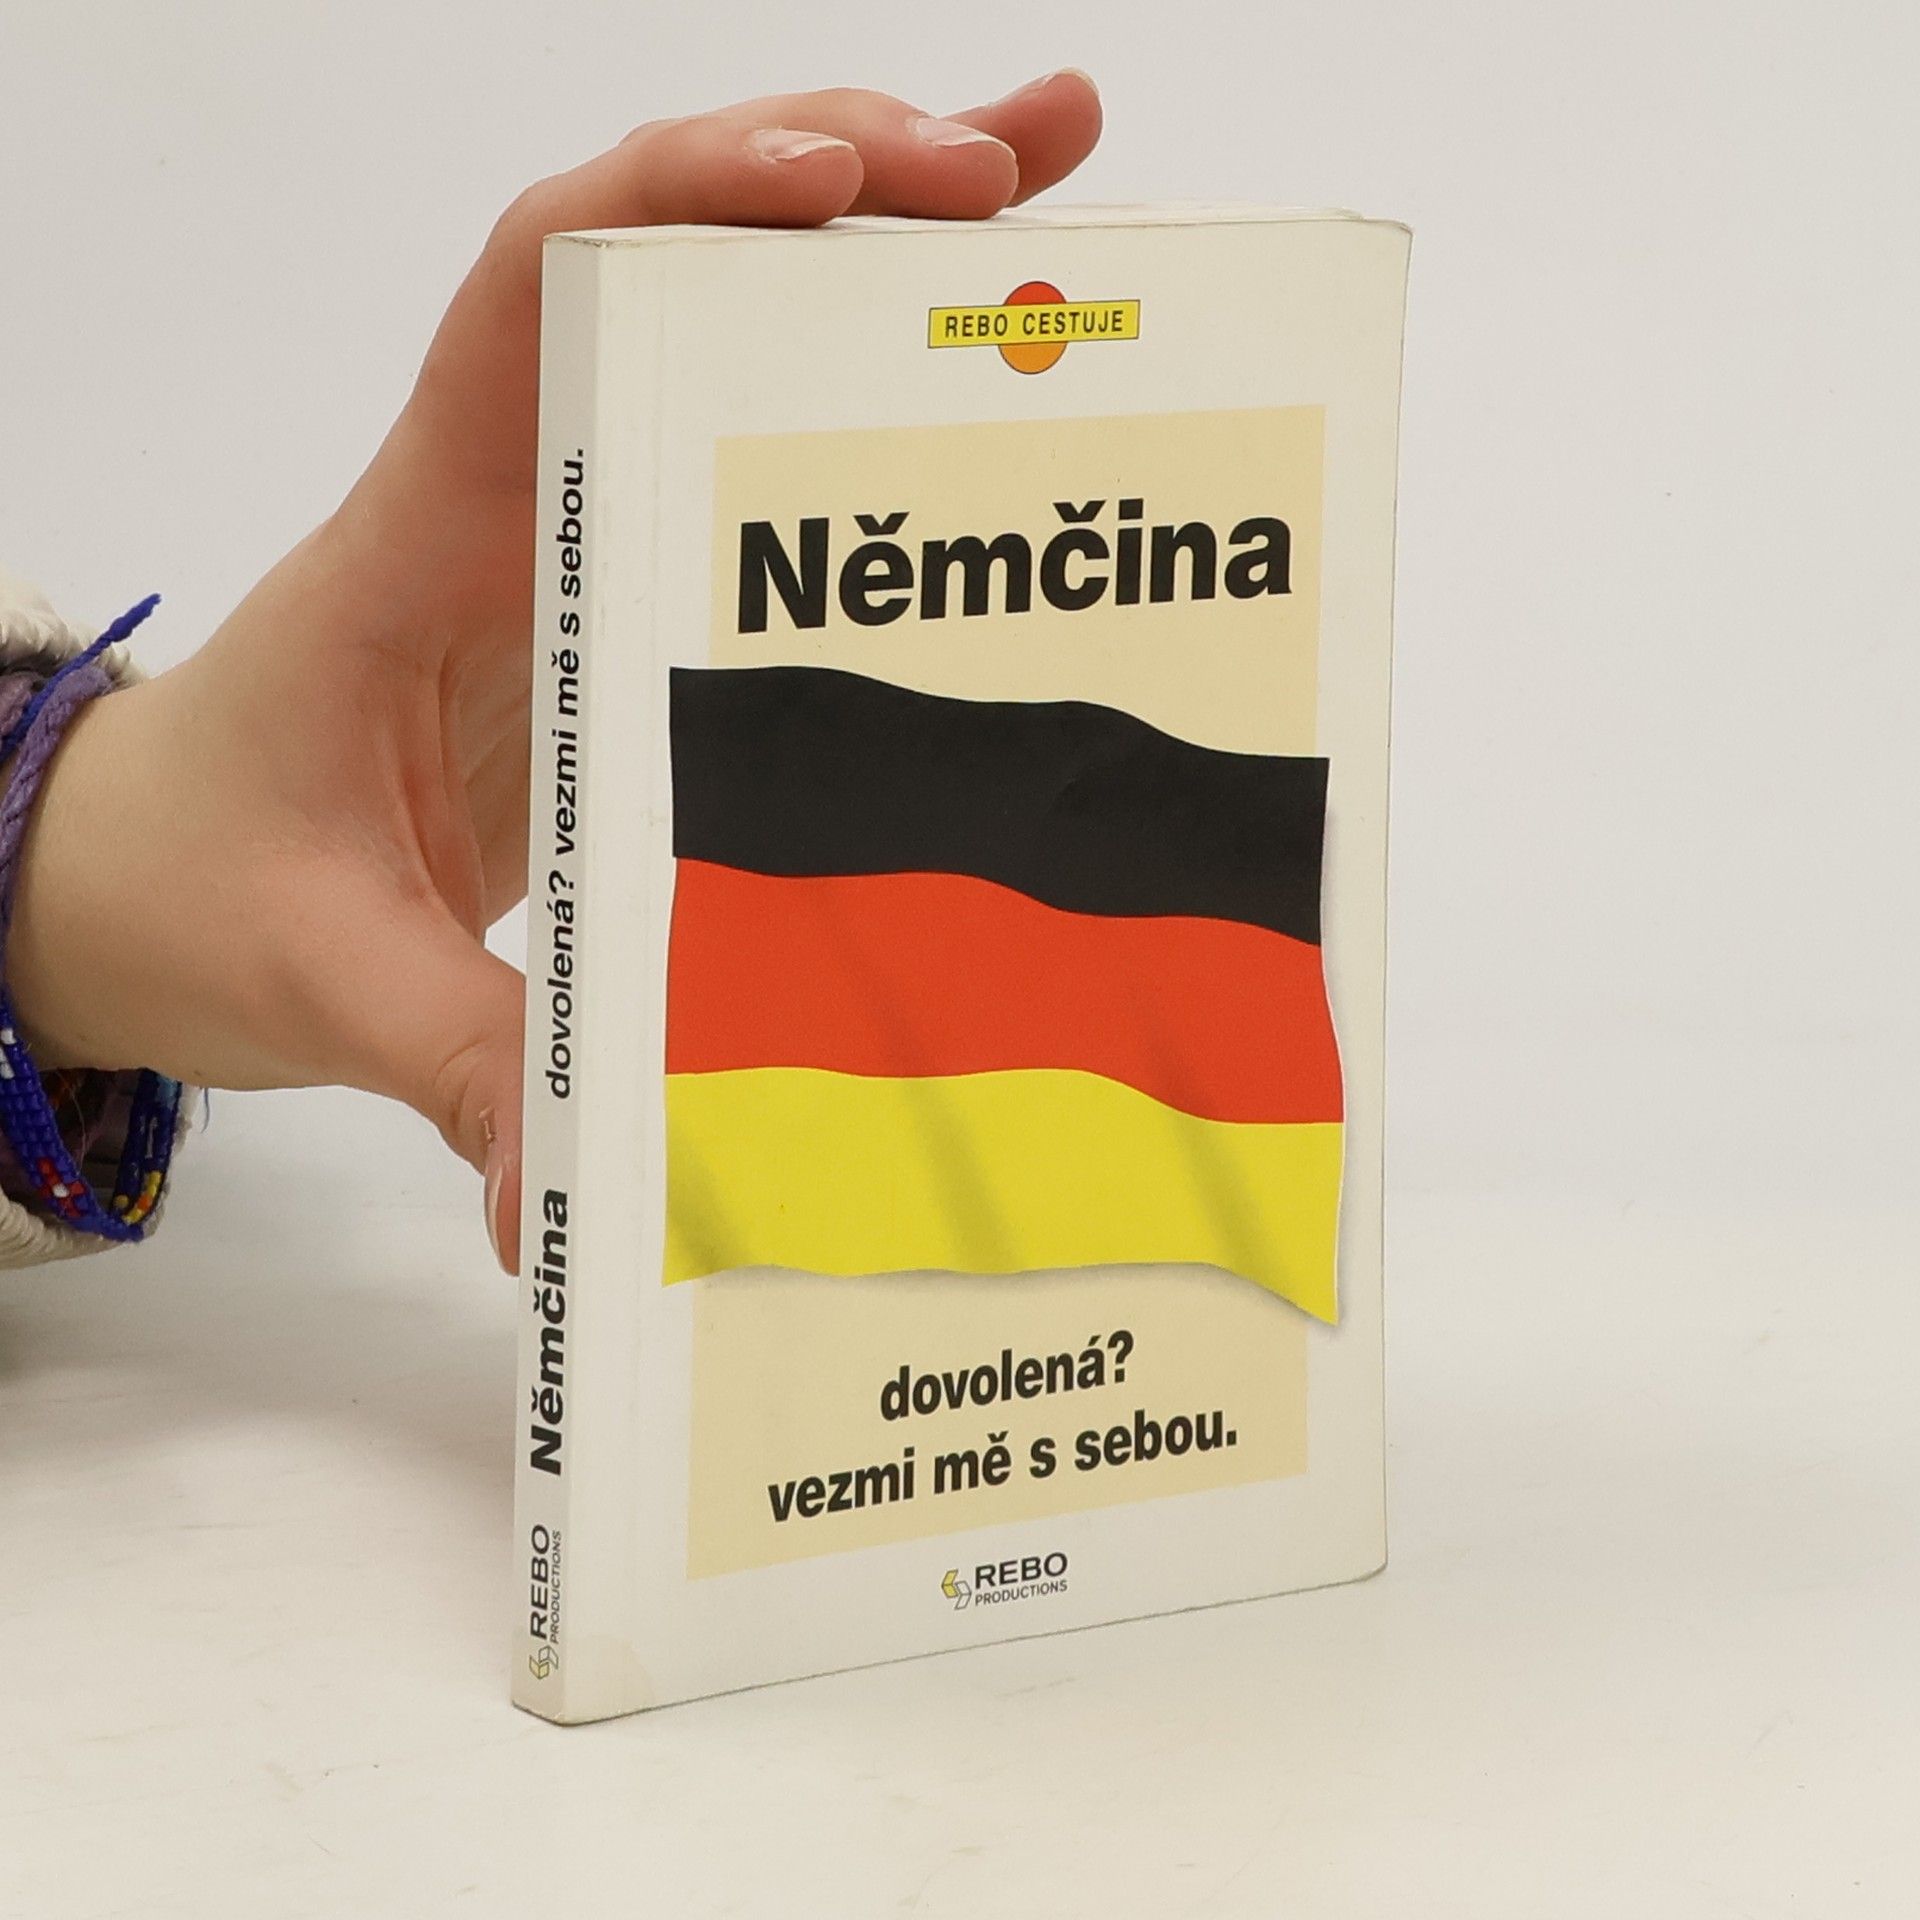 REBO CESTUJE
Němčina
dovolená?
vezmi mě s sebou.
REBO
PRODUCTIONS
REBO
PRODUCTIONS
Němčina
dovolená? vezmi mě s sebou.